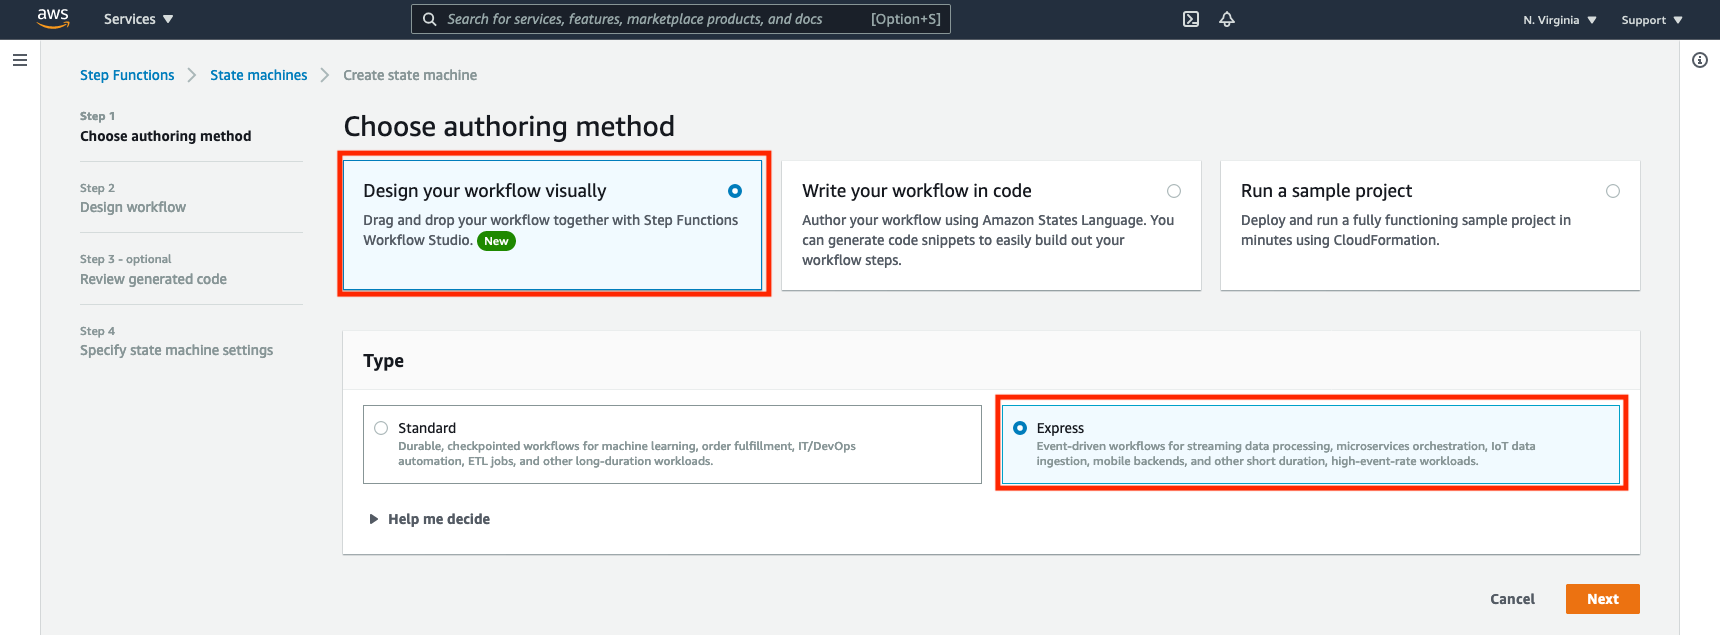 aws
Services
Search for services, features, marketplace products, and docs
[Option+S]
N. Virginia
Support
Step Functions
State machines
Create state machine
Step 1
Choose authoring method
Step 2
Design workflow
Step 3 - optional
Review generated code
Step 4
Specify state machine settings
Choose authoring method
Design your workflow visually
Drag and drop your workflow together with Step Functions
Workflow Studio. New
Write your workflow in code
Author your workflow using Amazon States Language. You
can generate code snippets to easily build out your
workflow steps.
Run a sample project
Deploy and run a fully functioning sample project in
minutes using CloudFormation.
Type
Standard
Durable, checkpointed workflows for machine learning, order fulfillment, IT/DevOps
automation, ETL jobs, and other long-duration workloads.
Express
Event-driven workflows for streaming data processing, microservices orchestration, IoT data
ingestion, mobile backends, and other short duration, high-event-rate workloads.
Help me decide
Cancel
Next